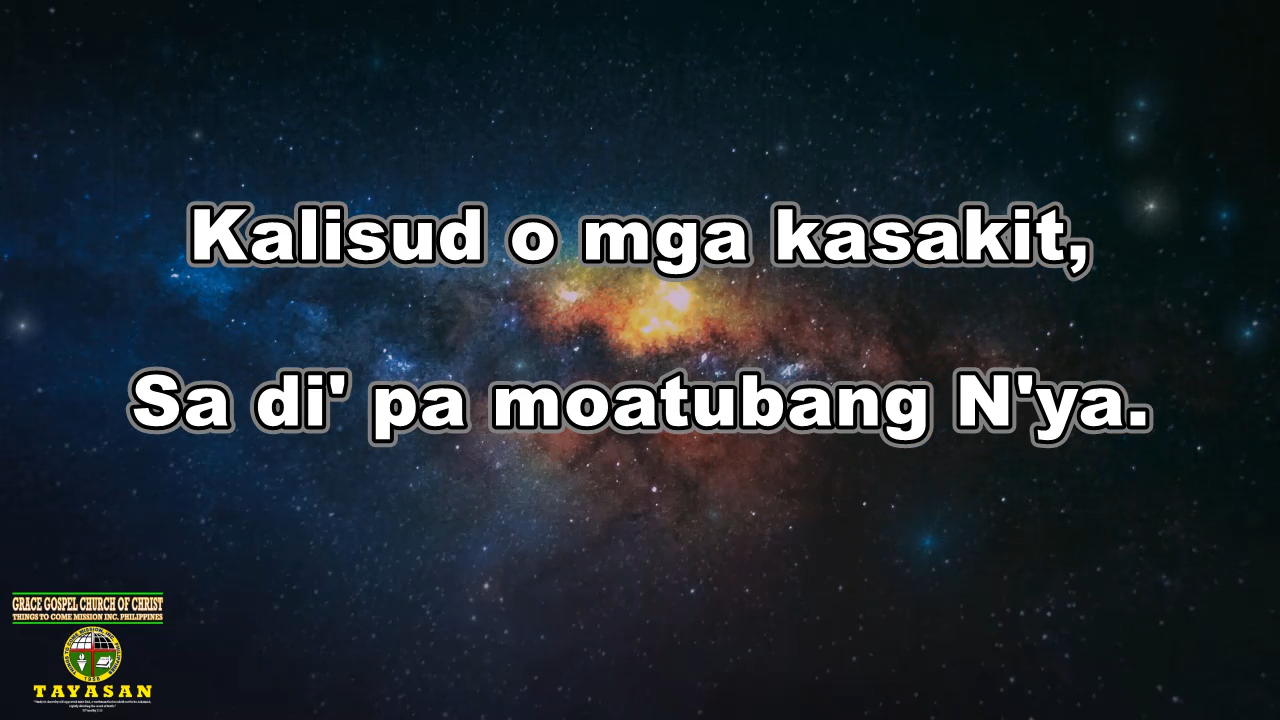 Kalisud o mga kasakit,
Sa di' pa moatubang N'ya.
GRACE GOSPEL CHURCH OF CHRIST
THINGS TO COME MISSION INC. PHILIPPINES
TAYASAN